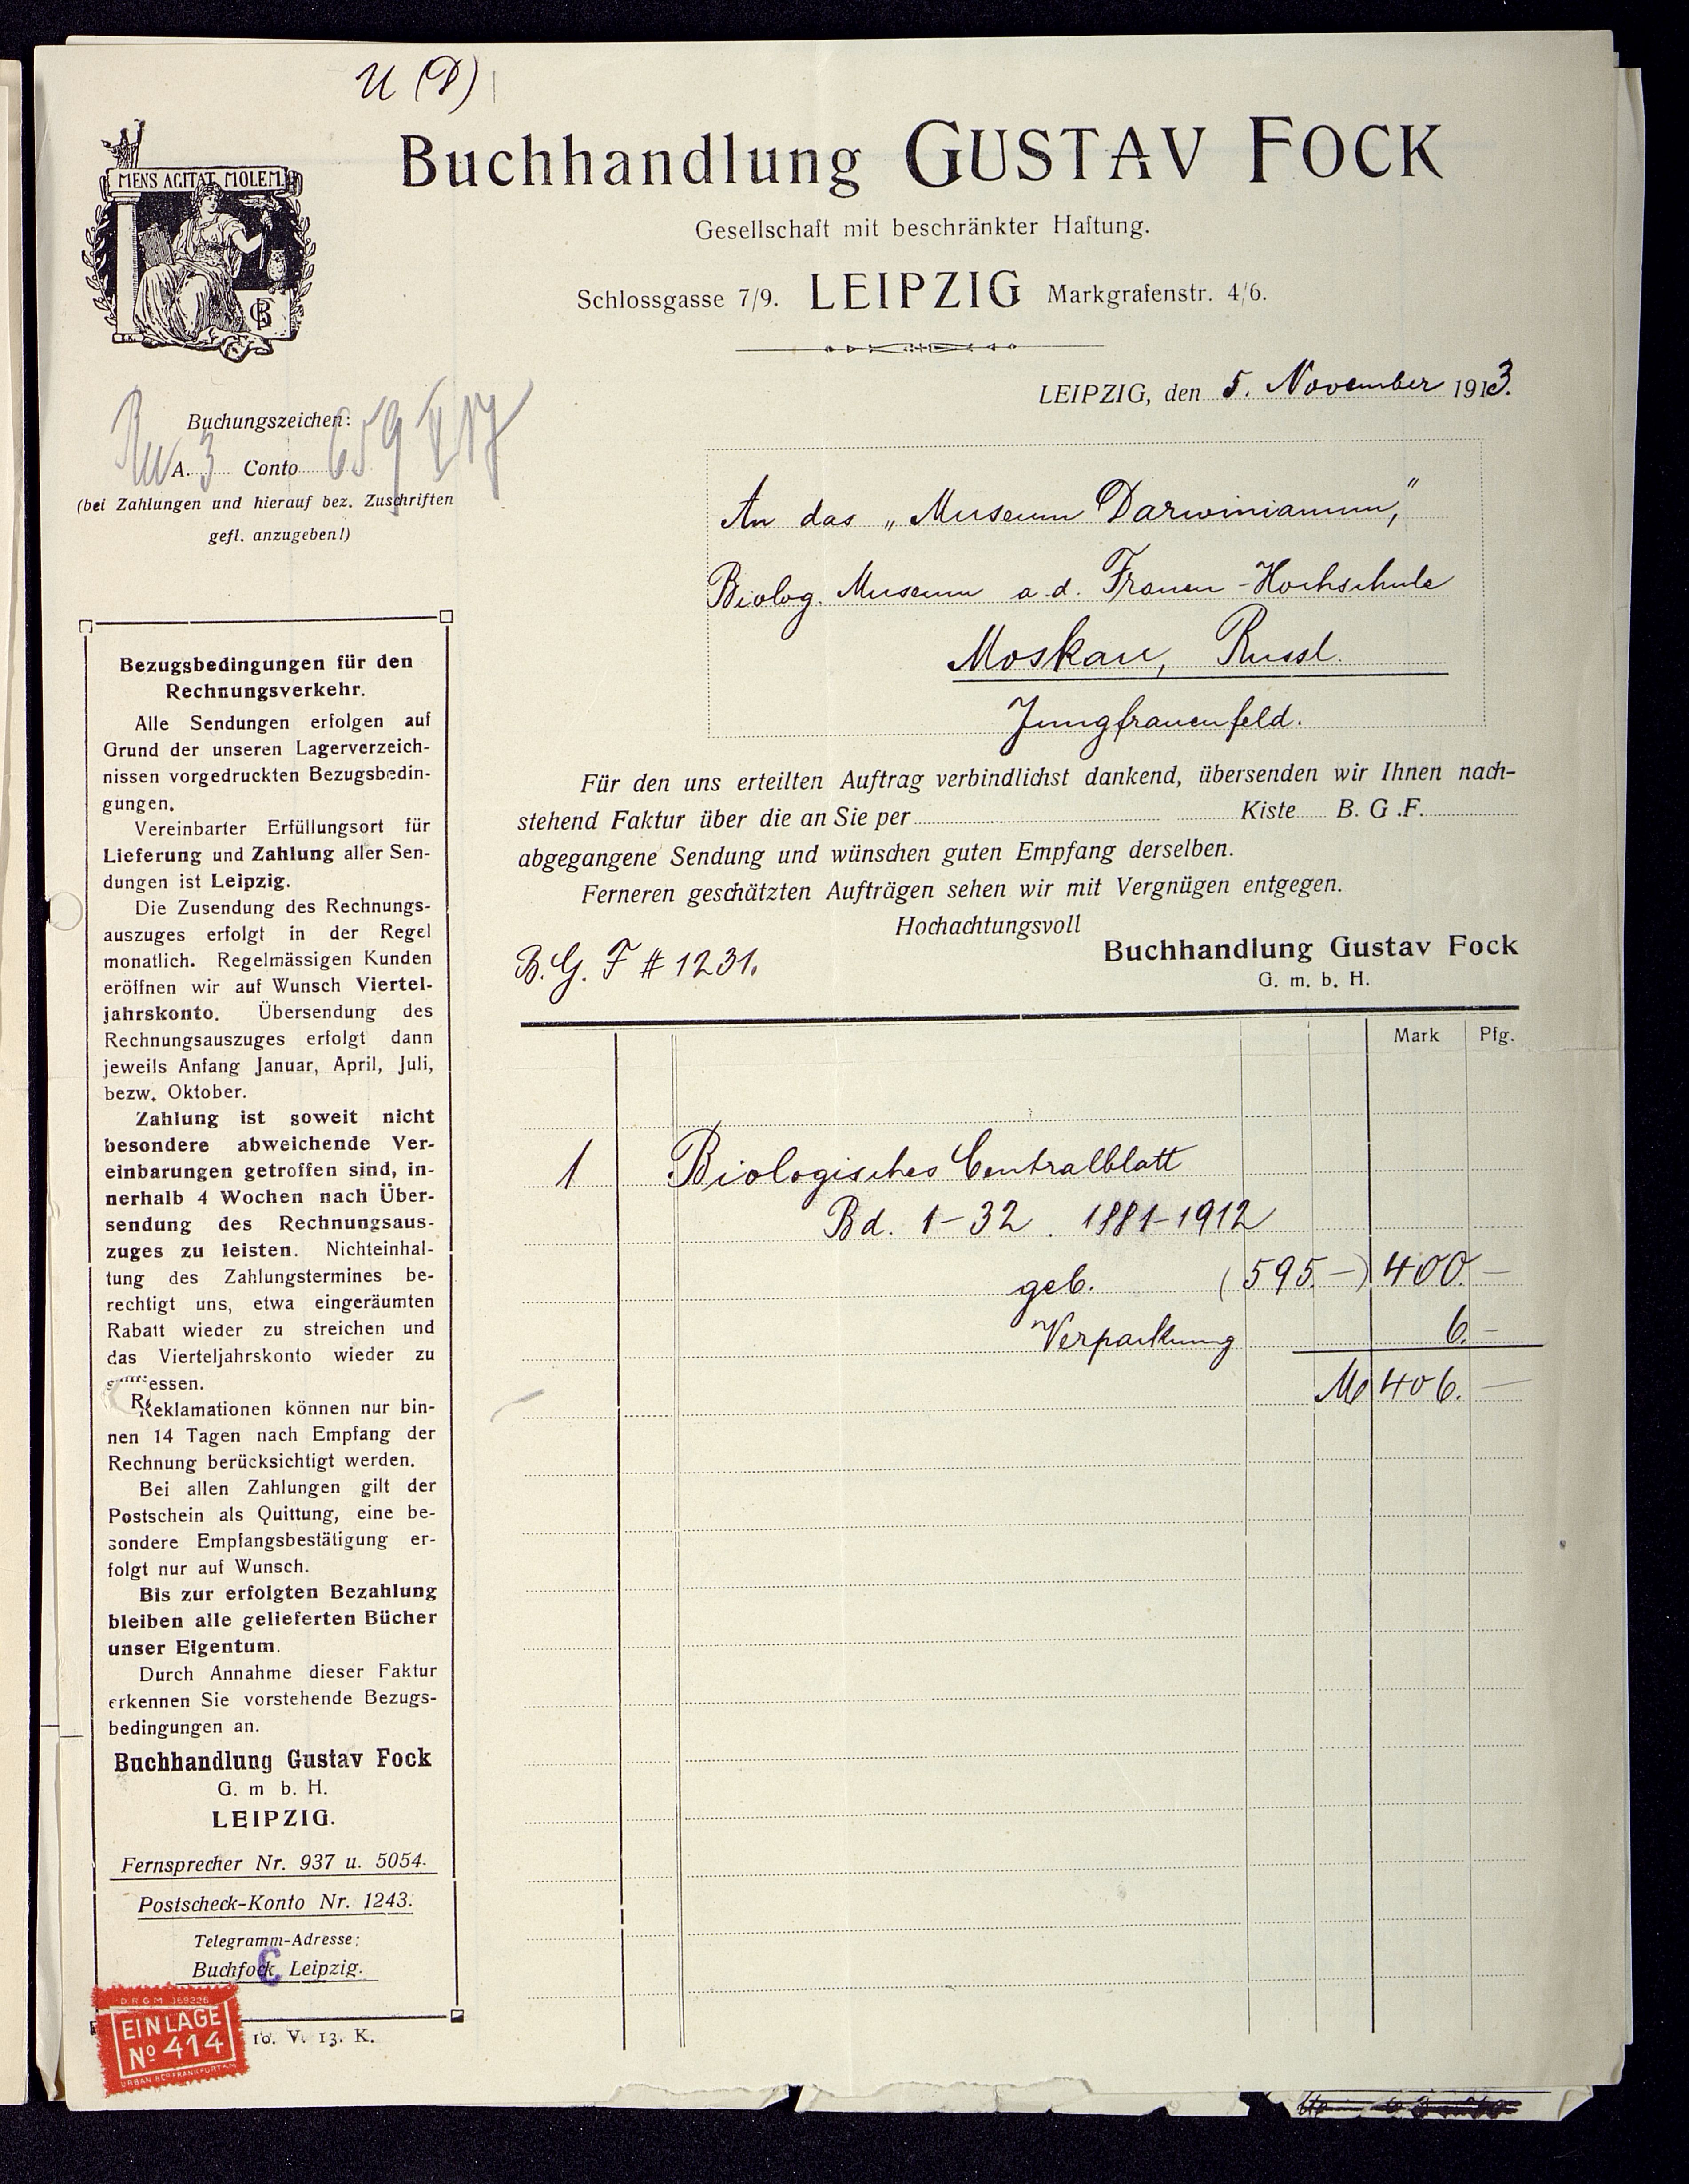 U (D)
MENS AGITAT MOLEM
Buchhandlung GUSTAV FOCK
Gesellschaft mit beschränkter Haftung.
Schlossgasse 7/9. LEIPZIG Markgrafenstr. 4/6.
LEIPZIG, den 5. November 1913.
Buchungszeichen:
A. 3 Conto 659
(bei Zahlungen und hierauf bez. Zuschriften
gefl. anzugeben!)
An das „Museum Darwinianum,"
Biolog. Museum a.d. Frauen-Hochschule
Moskau, Russl.
Jungfrauenfeld.
Für den uns erteilten Auftrag verbindlichst dankend, übersenden wir Ihnen nach-
stehend Faktur über die an Sie per Kiste B. G .F.
abgegangene Sendung und wünschen guten Empfang derselben.
Ferneren geschätzten Aufträgen sehen wir mit Vergnügen entgegen.
Hochachtungsvoll
Buchhandlung Gustav Fock
G. m. b. H.
B. G. F # 1231.
Mark Pfg.
1 Biologisches Centralblatt
Bd. 1-32. 1881-1912
geb. (595.—) 400.—
Verpackung 6.—
M 406.—
Bezugsbedingungen für den
Rechnungsverkehr.
Alle Sendungen erfolgen auf
Grund der unseren Lagerverzeich-
nissen vorgedruckten Bezugsbedin-
gungen.
Vereinbarter Erfüllungsort für
Lieferung und Zahlung aller Sen-
dungen ist Leipzig.
Die Zusendung des Rechnungs-
auszuges erfolgt in der Regel
monatlich. Regelmässigen Kunden
eröffnen wir auf Wunsch Viertel-
jahrskonto. Übersendung des
Rechnungsauszuges erfolgt dann
jeweils Anfang Januar, April, Juli,
bezw. Oktober.
Zahlung ist soweit nicht
besondere abweichende Ver-
einbarungen getroffen sind, in-
nerhalb 4 Wochen nach Über-
sendung des Rechnungsaus-
zuges zu leisten. Nichteinhal-
tung des Zahlungstermines be-
rechtigt uns, etwa eingeräumten
Rabatt wieder zu streichen und
das Vierteljahrskonto wieder zu
essen.
Reklamationen können nur bin-
nen 14 Tagen nach Empfang der
Rechnung berücksichtigt werden.
Bei allen Zahlungen gilt der
Postschein als Quittung, eine be-
sondere Empfangsbestätigung er-
folgt nur auf Wunsch.
Bis zur erfolgten Bezahlung
bleiben alle gelieferten Bücher
unser Eigentum.
Durch Annahme dieser Faktur
erkennen Sie vorstehende Bezugs-
bedingungen an.
Buchhandlung Gustav Fock
G. m b. H.
LEIPZIG.
Fernsprecher Nr. 937 u. 5054.
Postscheck-Konto Nr. 1243.
Telegramm-Adresse:
Buchfock Leipzig.
C
D.R.G.M. 369226
EINLAGE
No 414
URBAN & Co FRANKFURT A/M
10. V. 13. K.